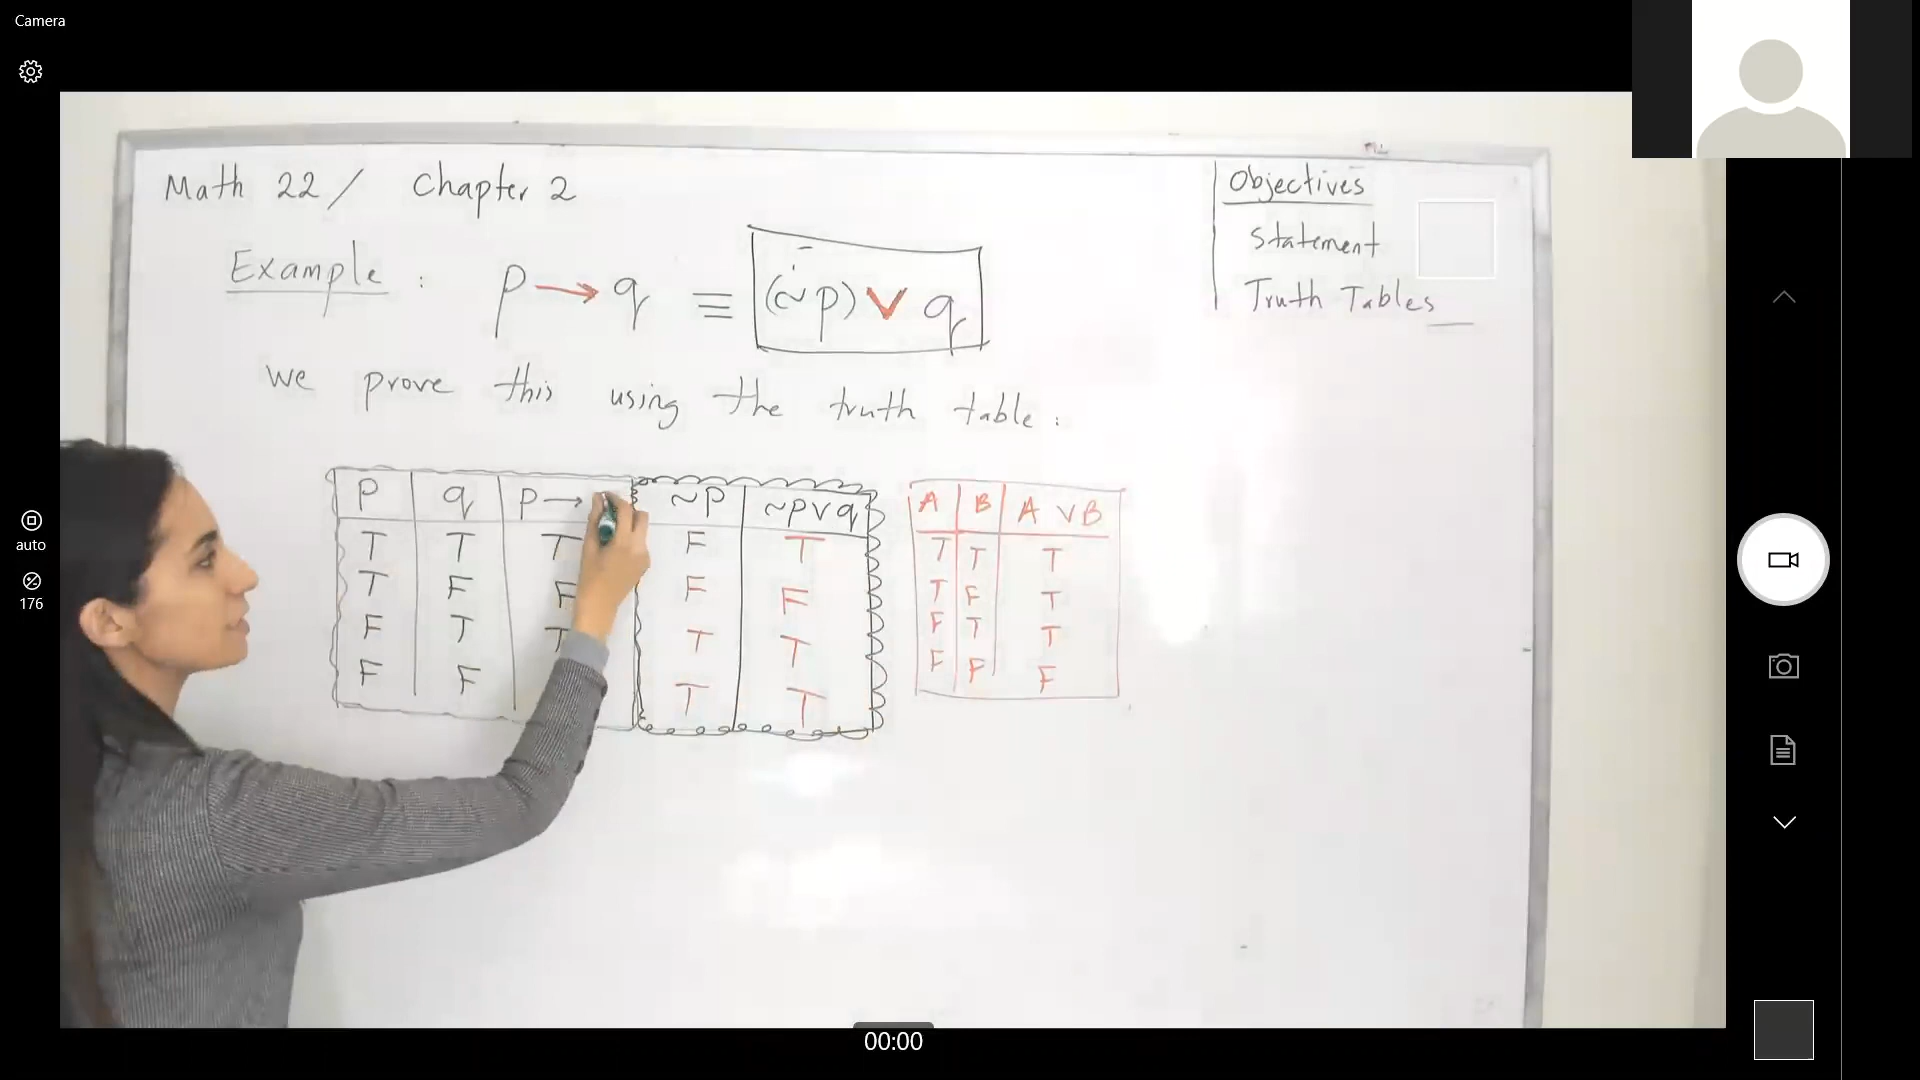 Camera
Math 22 / Chapter 2
Objectives
Statement
Truth Tables
Example : p → q ≡ (~p) ∨ q
We prove this using the truth table :
p q p → ~p ~p∨q
T T T F T
T F F F F
F T T T T
F F T T
A B A ∨ B
T T T
T F T
F T T
F F F
auto
176
00:00